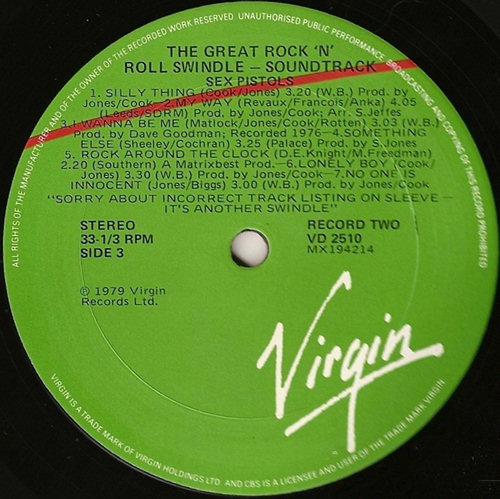 ALL RIGHTS OF THE MANUFACTURER AND OF THE OWNER OF THE RECORDED WORK RESERVED UNAUTHORISED PUBLIC PERFORMANCE BROADCASTING AND COPYING OF THIS RECORD PROHIBITED
THE GREAT ROCK 'N'
ROLL SWINDLE – SOUNDTRACK
SEX PISTOLS
1. SILLY THING (Cook/Jones) 3.20 (W.B.) Prod. by
Jones/Cook–2.MY WAY (Revaux/Francois/Anka) 4.05
(Leeds/SDRM) Prod. by Jones/Cook; Arr. S.Jeffes
–3.I WANNA BE ME (Matlock/Jones/Cook/Rotten) 3.03 (W.B.)
Prod. by Dave Goodman; Recorded 1976–4.SOMETHING
ELSE (Sheeley/Cochran) 3.25 (Palace) Prod. by S.Jones
5. ROCK AROUND THE CLOCK (D.E.Knight/M.Freedman)
2.20 (Southern) A Matrixbest Prod.–6.LONELY BOY (Cook/
Jones) 3.30 (W.B.) Prod. by Jones/Cook–7.NO ONE IS
INNOCENT (Jones/Biggs) 3.00 (W.B.) Prod. by Jones/Cook
"SORRY ABOUT INCORRECT TRACK LISTING ON SLEEVE –
IT'S ANOTHER SWINDLE"
STEREO
33-1/3 RPM
SIDE 3
RECORD TWO
VD 2510
MX194214
℗ 1979 Virgin
Records Ltd.
Virgin
VIRGIN IS A TRADE MARK OF VIRGIN HOLDINGS LTD. AND CBS IS A LICENSEE AND USER OF THE TRADE MARK VIRGIN